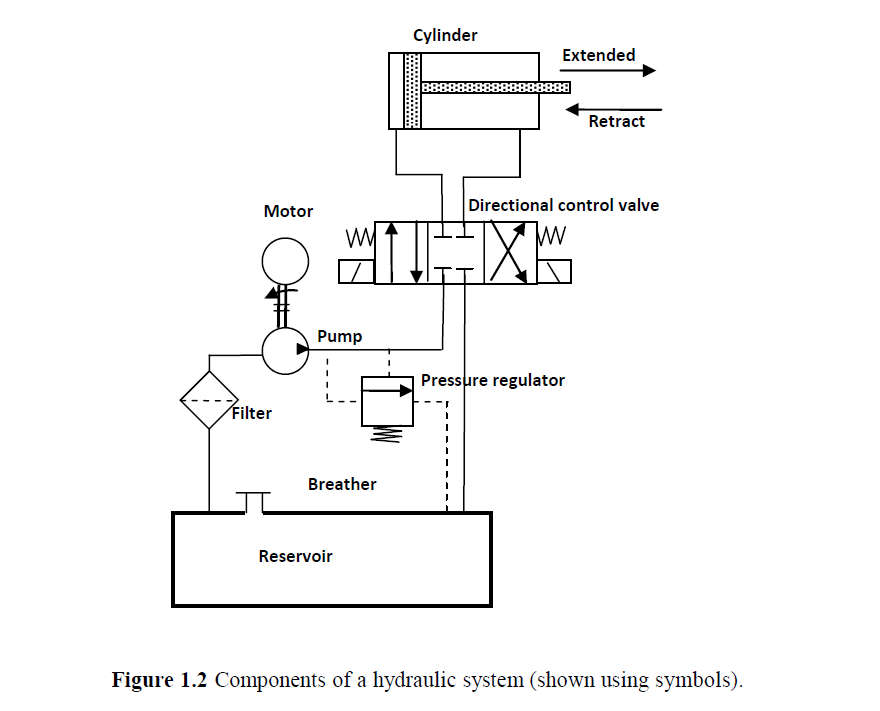 Cylinder
Extended
Retract
Directional control valve
Motor
Pump
Pressure regulator
Filter
Breather
Reservoir
Figure 1.2 Components of a hydraulic system (shown using symbols).